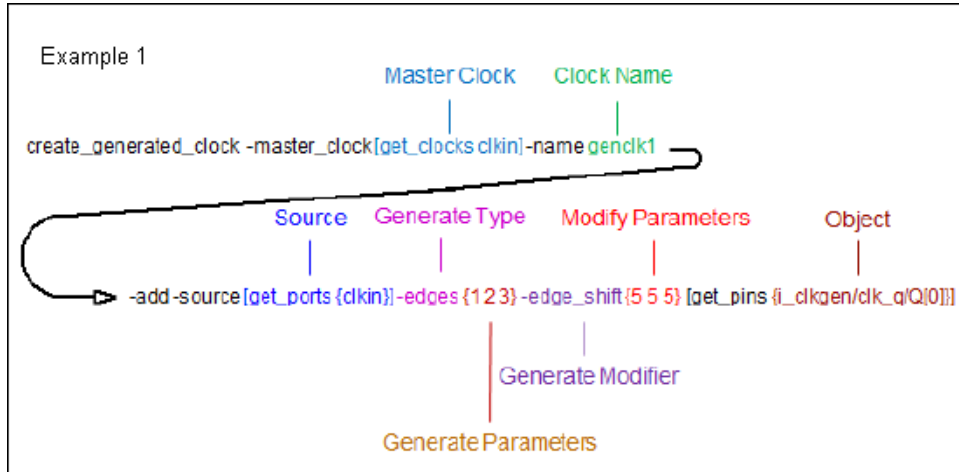 Example 1
Master Clock Clock Name
create_generated_clock -master_clock[get_clocks clkin]-name genclk1
Source Generate Type Modify Parameters Object
-add -source [get_ports {clkin}] -edges {1 2 3} -edge_shift{5 5 5} [get_pins {i_clkgen/clk_q/Q[0]}]
Generate Modifier
Generate Parameters